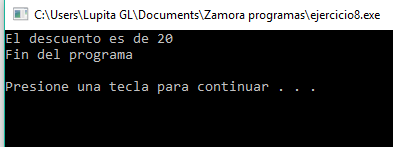 C:\Users\Lupita GL\Documents\Zamora programas\ejercicio8.exe
El descuento es de 20
Fin del programa
Presione una tecla para continuar . . .